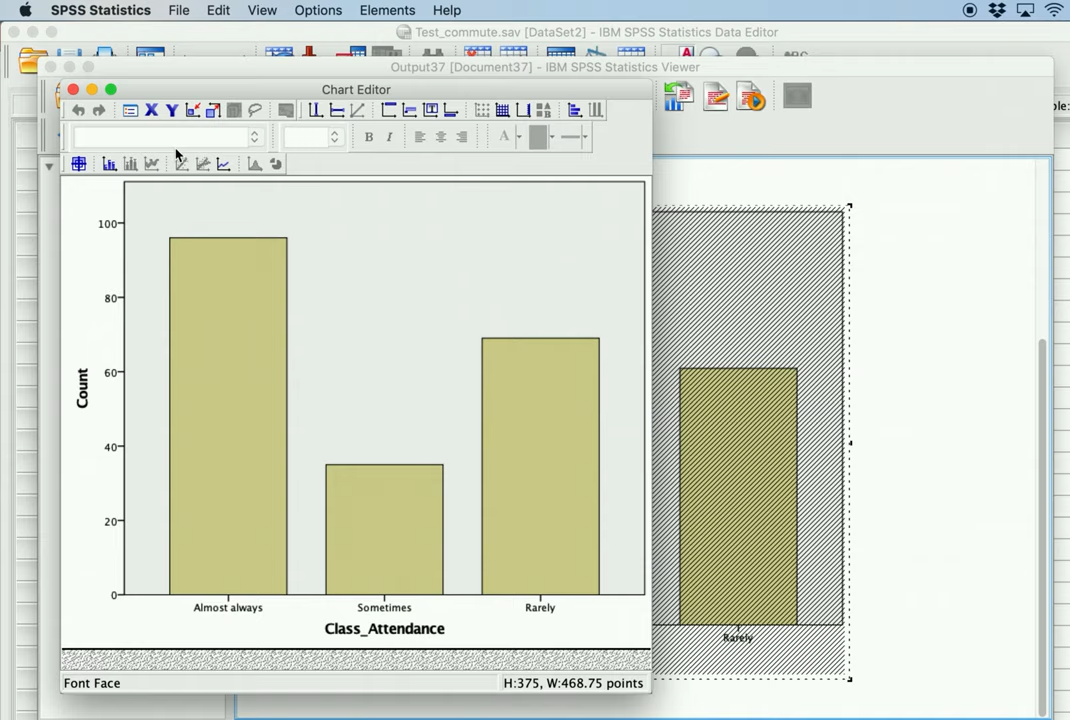 SPSS Statistics File Edit View Options Elements Help
Test_commute.sav [DataSet2] - IBM SPSS Statistics Data Editor
Output37 [Document37] - IBM SPSS Statistics Viewer
Chart Editor
X Y
B I A
100
80
60
40
20
0
Count
Almost always Sometimes Rarely
Class_Attendance
Rarely
Font Face H:375, W:468.75 points